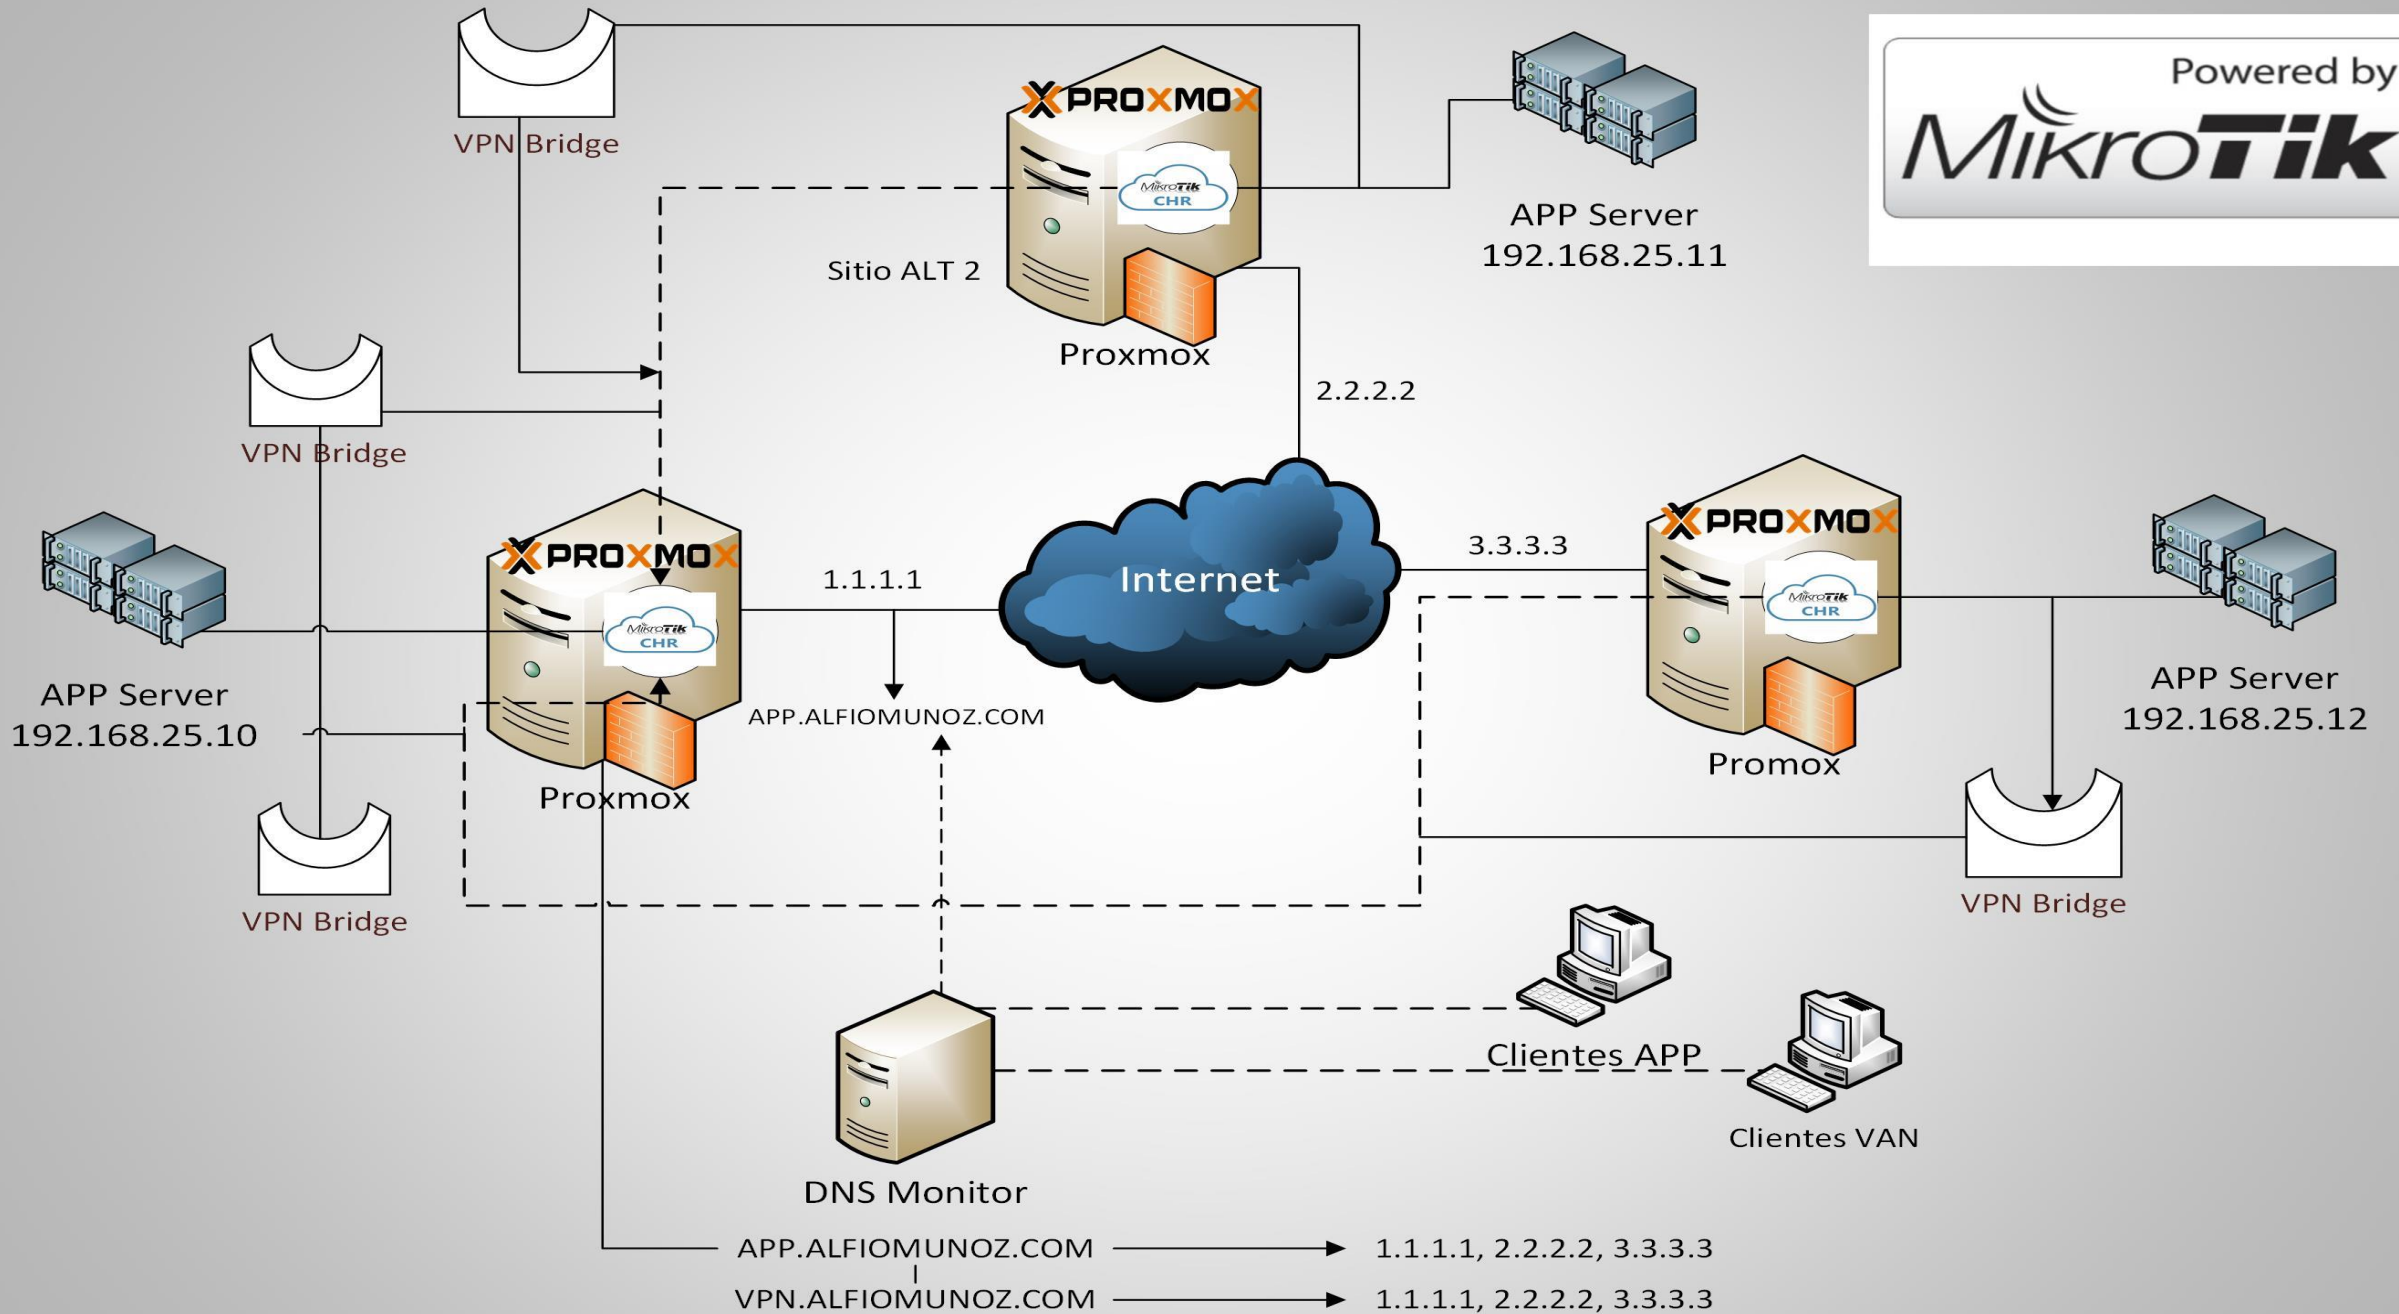 Powered by
MikroTik
VPN Bridge
PROXMOX
MikroTik
CHR
Sitio ALT 2
Proxmox
APP Server
192.168.25.11
2.2.2.2
VPN Bridge
APP Server
192.168.25.10
PROXMOX
MikroTik
CHR
Proxmox
1.1.1.1
APP.ALFIOMUNOZ.COM
Internet
3.3.3.3
PROXMOX
MikroTik
CHR
Promox
APP Server
192.168.25.12
VPN Bridge
VPN Bridge
Clientes APP
Clientes VAN
DNS Monitor
APP.ALFIOMUNOZ.COM 1.1.1.1, 2.2.2.2, 3.3.3.3
VPN.ALFIOMUNOZ.COM 1.1.1.1, 2.2.2.2, 3.3.3.3